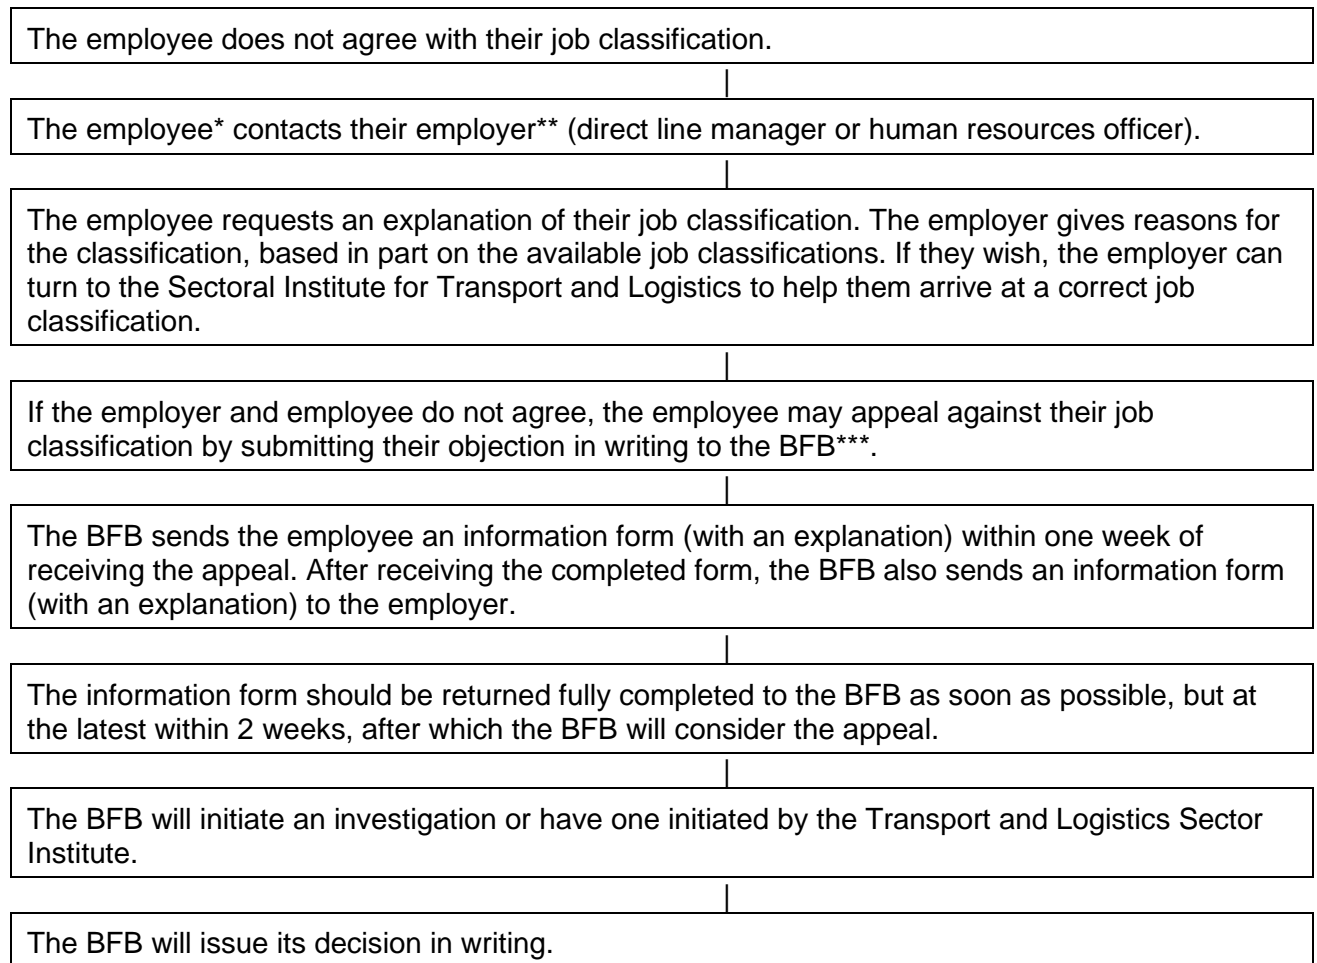 The employee does not agree with their job classification.
The employee* contacts their employer** (direct line manager or human resources officer).
The employee requests an explanation of their job classification. The employer gives reasons for
the classification, based in part on the available job classifications. If they wish, the employer can
turn to the Sectoral Institute for Transport and Logistics to help them arrive at a correct job
classification.
If the employer and employee do not agree, the employee may appeal against their job
classification by submitting their objection in writing to the BFB***.
The BFB sends the employee an information form (with an explanation) within one week of
receiving the appeal. After receiving the completed form, the BFB also sends an information form
(with an explanation) to the employer.
The information form should be returned fully completed to the BFB as soon as possible, but at
the latest within 2 weeks, after which the BFB will consider the appeal.
The BFB will initiate an investigation or have one initiated by the Transport and Logistics Sector
Institute.
The BFB will issue its decision in writing.